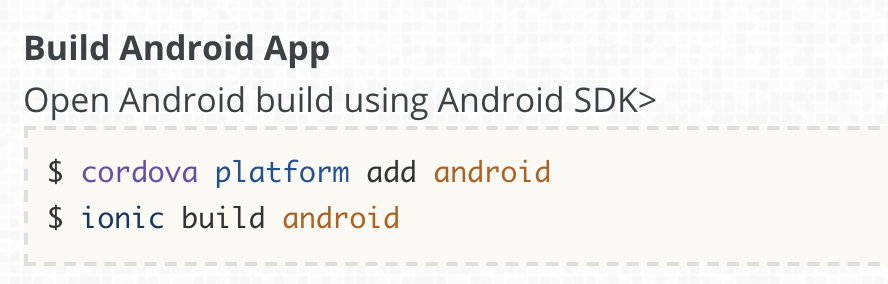 Build Android App
Open Android build using Android SDK>
$ cordova platform add android
$ ionic build android